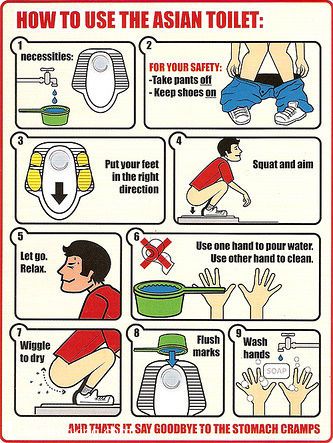 HOW TO USE THE ASIAN TOILET:
1
necessities:
2
FOR YOUR SAFETY:
-Take pants off
- Keep shoes on
3
Put your feet
in the right
direction
4
Squat and aim
5
Let go.
Relax.
6
Use one hand to pour water.
Use other hand to clean.
7
Wiggle
to dry
8
Flush
marks
9
Wash
hands
SOAP
AND THAT'S IT. SAY GOODBYE TO THE STOMACH CRAMPS